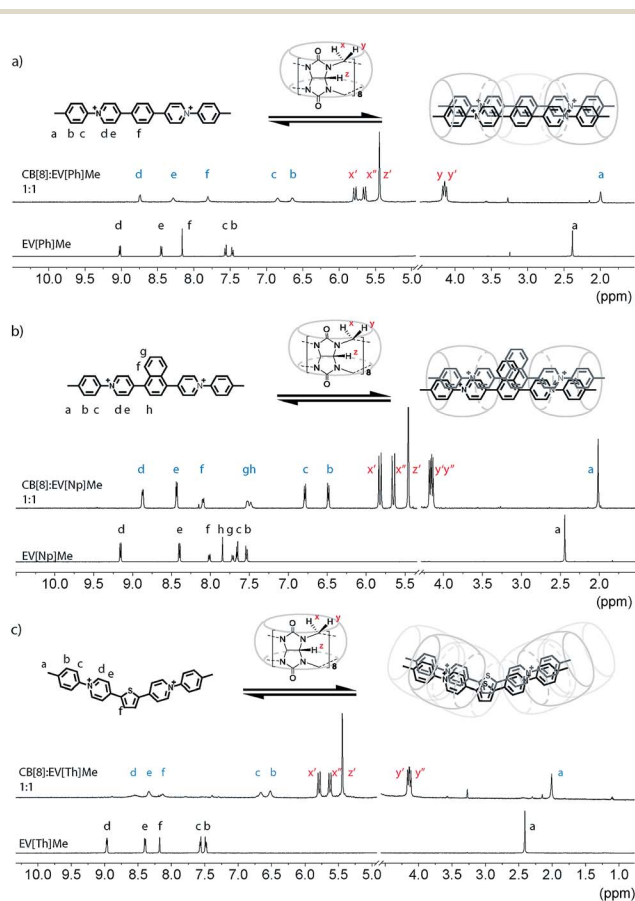 a)
O
H x H y
N N
H z
N N
O
8
N+ N+
a b c d e f
CB[8]:EV[Ph]Me
1:1
d e f c b x' x" z' y y' a
EV[Ph]Me
d e f c b a
10.0 9.5 9.0 8.5 8.0 7.5 7.0 6.5 6.0 5.5 5.0 4.0 3.5 3.0 2.5 2.0
(ppm)
b)
O
H x H y
N N
H z
N N
O
8
g
f
N+ N+
a b c d e h
CB[8]:EV[Np]Me
1:1
d e f gh c b x' x" z' y'y" a
EV[Np]Me
d e f h g c b a
10.5 10.0 9.5 9.0 8.5 8.0 7.5 7.0 6.5 6.0 5.5 4.0 3.5 3.0 2.5 2.0
(ppm)
c)
O
H x H y
N N
H z
N N
O
8
a b c d e
N+ S N+
f
CB[8]:EV[Th]Me
1:1
d e f c b x' x" z' y' y" a
EV[Th]Me
d e f c b a
10.0 9.5 9.0 8.5 8.0 7.5 7.0 6.5 6.0 5.5 5.0 4.0 3.5 3.0 2.5 2.0 1.5 1.0
(ppm)